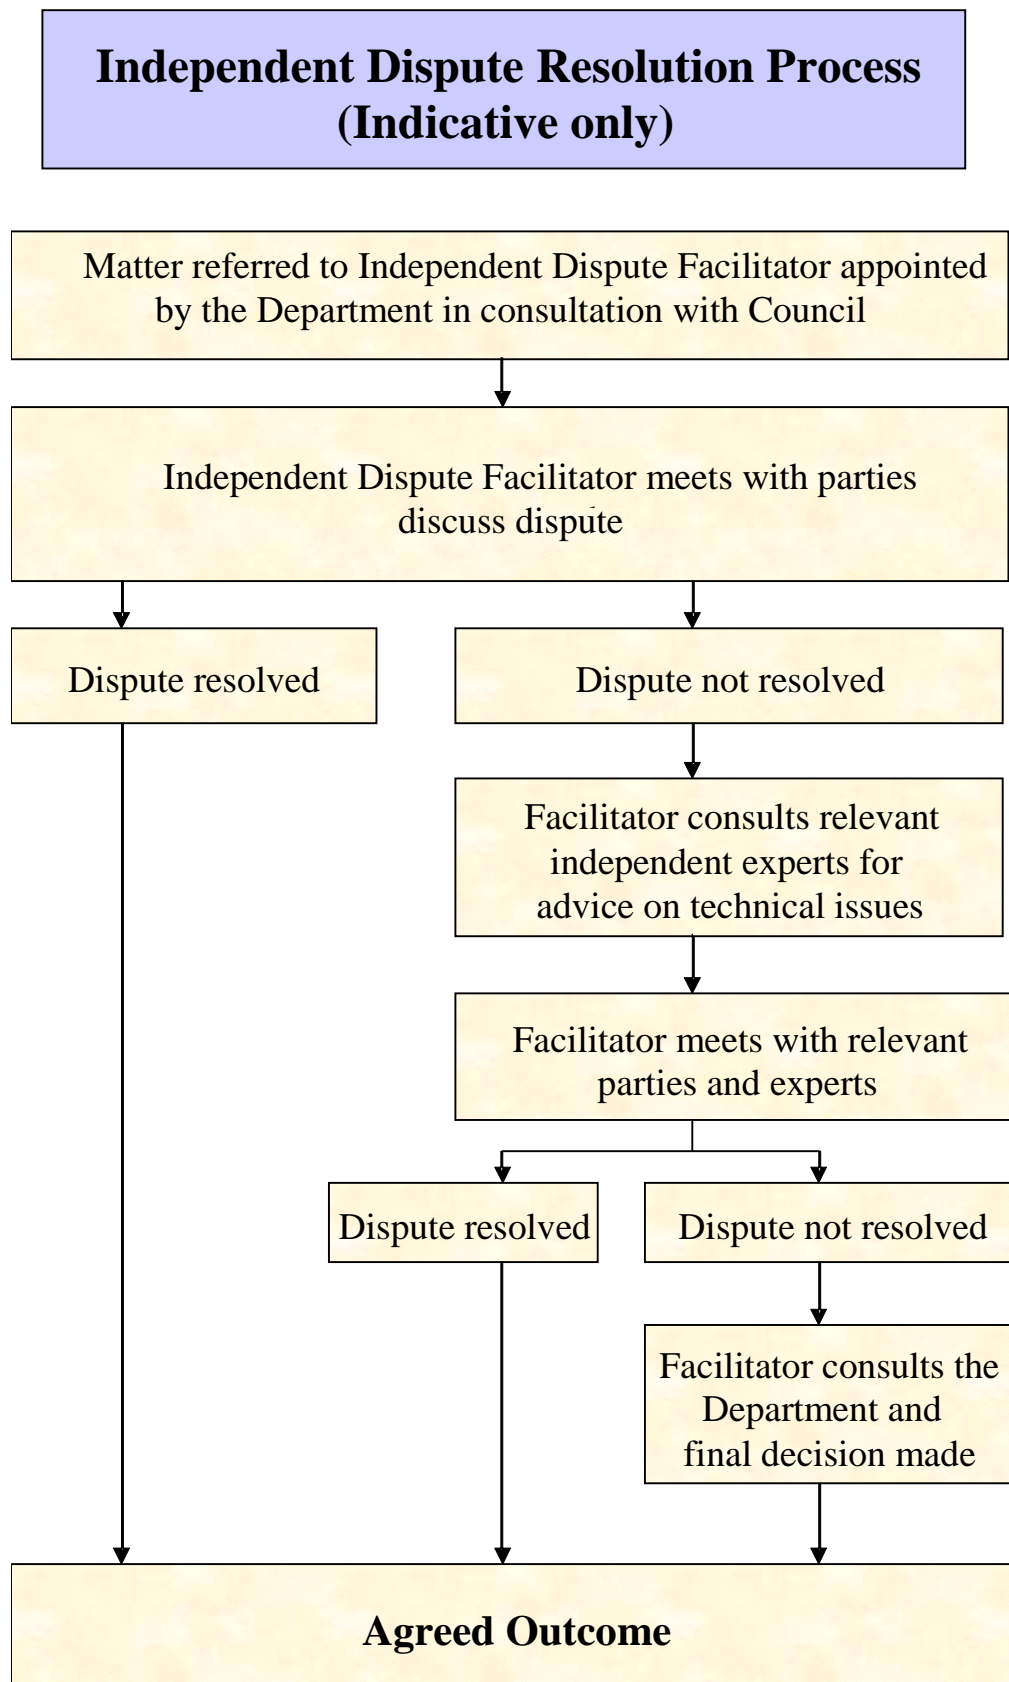 Independent Dispute Resolution Process
(Indicative only)
Matter referred to Independent Dispute Facilitator appointed
by the Department in consultation with Council
Independent Dispute Facilitator meets with parties
discuss dispute
Dispute resolved
Dispute not resolved
Facilitator consults relevant
independent experts for
advice on technical issues
Facilitator meets with relevant
parties and experts
Dispute resolved
Dispute not resolved
Facilitator consults the
Department and
final decision made
Agreed Outcome